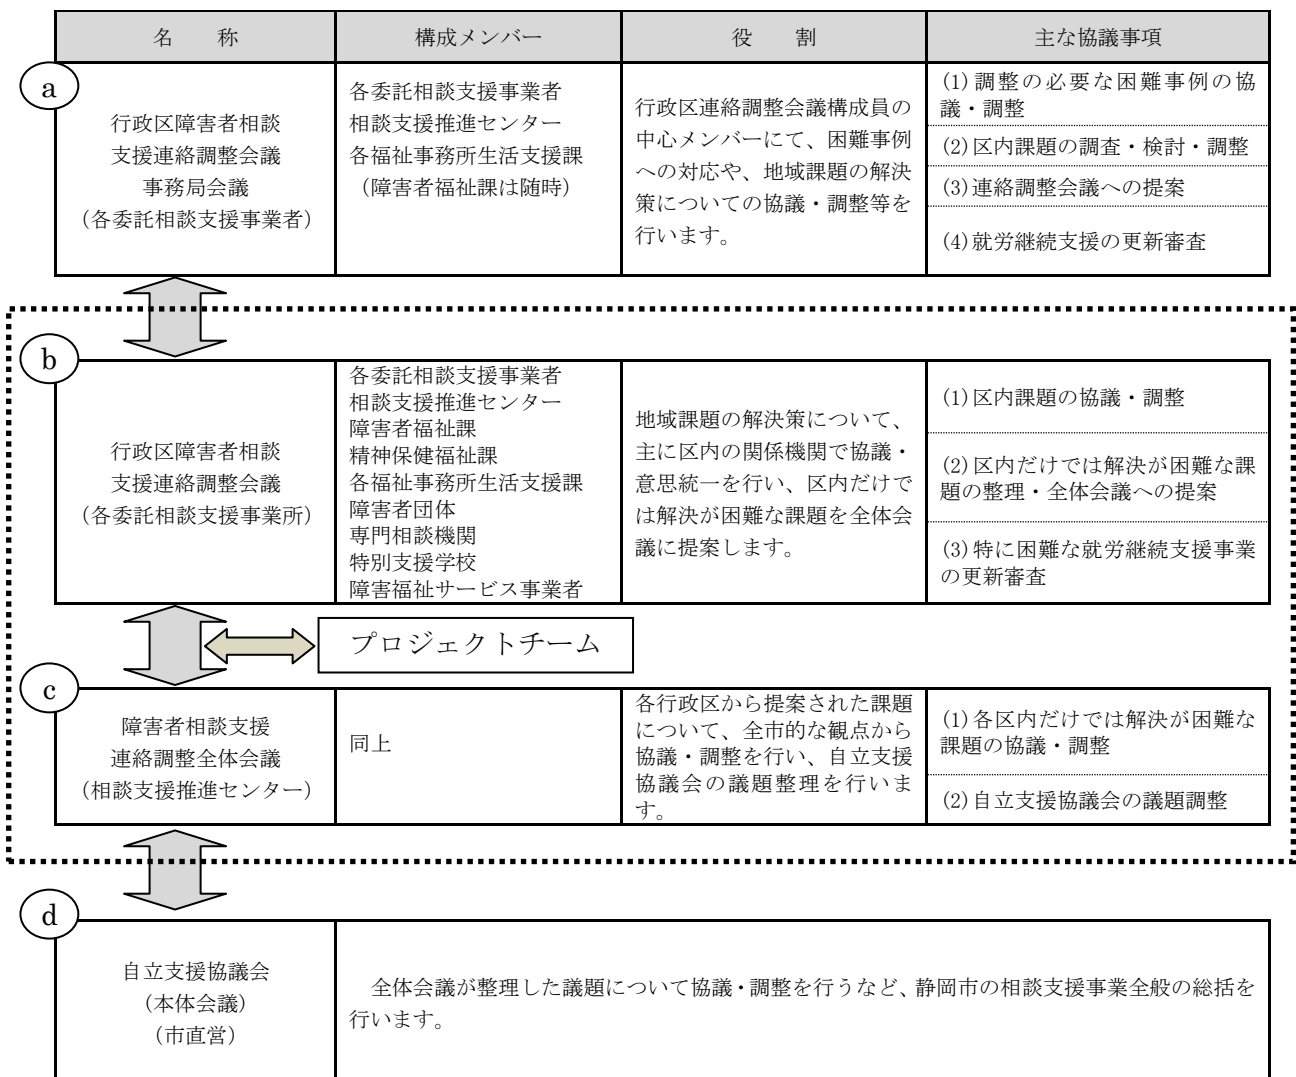 名　称
構成メンバー
役　割
主な協議事項
a
行政区障害者相談
支援連絡調整会議
事務局会議
（各委託相談支援事業者）
各委託相談支援事業者
相談支援推進センター
各福祉事務所生活支援課
（障害者福祉課は随時）
行政区連絡調整会議構成員の
中心メンバーにて、困難事例
への対応や、地域課題の解決
策についての協議・調整等を
行います。
(1)調整の必要な困難事例の協
議・調整
(2)区内課題の調査・検討・調整
(3)連絡調整会議への提案
(4)就労継続支援の更新審査
b
行政区障害者相談
支援連絡調整会議
（各委託相談支援事業所）
各委託相談支援事業者
相談支援推進センター
障害者福祉課
精神保健福祉課
各福祉事務所生活支援課
障害者団体
専門相談機関
特別支援学校
障害福祉サービス事業者
地域課題の解決策について、
主に区内の関係機関で協議・
意思統一を行い、区内だけで
は解決が困難な課題を全体会
議に提案します。
(1)区内課題の協議・調整
(2)区内だけでは解決が困難な課
題の整理・全体会議への提案
(3)特に困難な就労継続支援事業
の更新審査
プロジェクトチーム
c
障害者相談支援
連絡調整全体会議
（相談支援推進センター）
同上
各行政区から提案された課題
について、全市的な観点から
協議・調整を行い、自立支援
協議会の議題整理を行いま
す。
(1)各区内だけでは解決が困難な
課題の協議・調整
(2)自立支援協議会の議題調整
d
自立支援協議会
（本体会議）
（市直営）
全体会議が整理した議題について協議・調整を行うなど、静岡市の相談支援事業全般の総括を
行います。